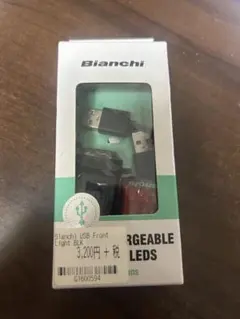 Bianchi
RGEABLE
LEDS
Bianchi USB Front
Light BLK
3,200円 + 税